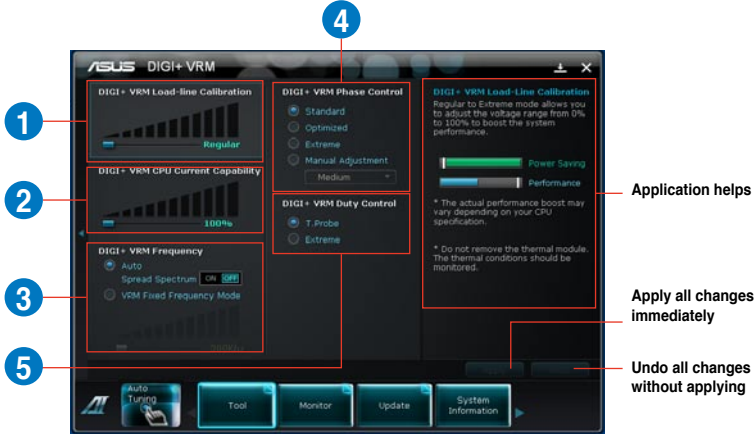 4
ASUS DIGI+ VRM
1
DIGI+ VRM Load-line Calibration
Regular
2
DIGI+ VRM CPU Current Capability
100%
3
DIGI+ VRM Frequency
Auto
Spread Spectrum ON OFF
VRM Fixed Frequency Mode
DIGI+ VRM Phase Control
Standard
Optimized
Extreme
Manual Adjustment
Medium
DIGI+ VRM Duty Control
T.Probe
Extreme
5
DIGI+ VRM Load-Line Calibration
Regular to Extreme mode allows you
to adjust the voltage range from 0%
to 100% to boost the system
performance.
Power Saving
Performance
* The actual performance boost may
vary depending on your CPU
specification.
* Do not remove the thermal module.
The thermal conditions should be
monitored.
Application helps
Apply all changes
immediately
Undo all changes
without applying
Auto
Tuning
Tool
Monitor
Update
System
Information